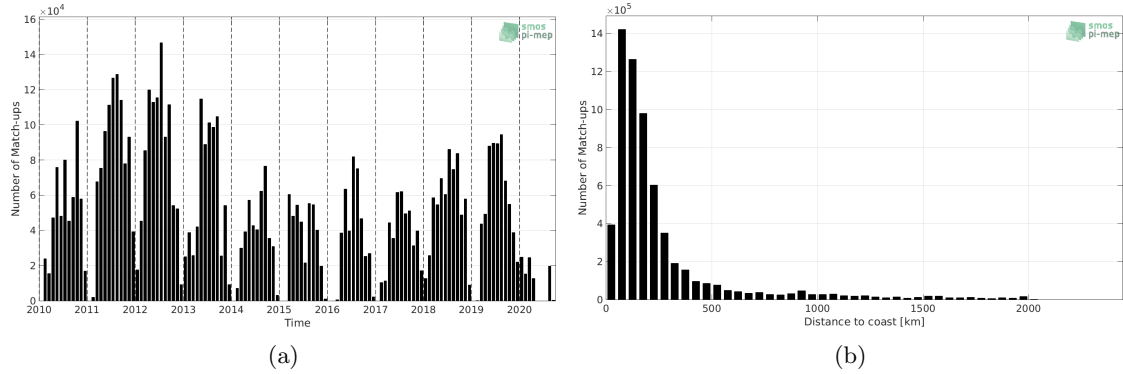 ×10⁴
16
14
12
10
8
6
4
2
0
Number of Match-ups
2010 2011 2012 2013 2014 2015 2016 2017 2018 2019 2020
Time
smos
pi-mep
(a)
×10⁵
14
12
10
8
6
4
2
0
Number of Match-ups
0 500 1000 1500 2000
Distance to coast [km]
smos
pi-mep
(b)